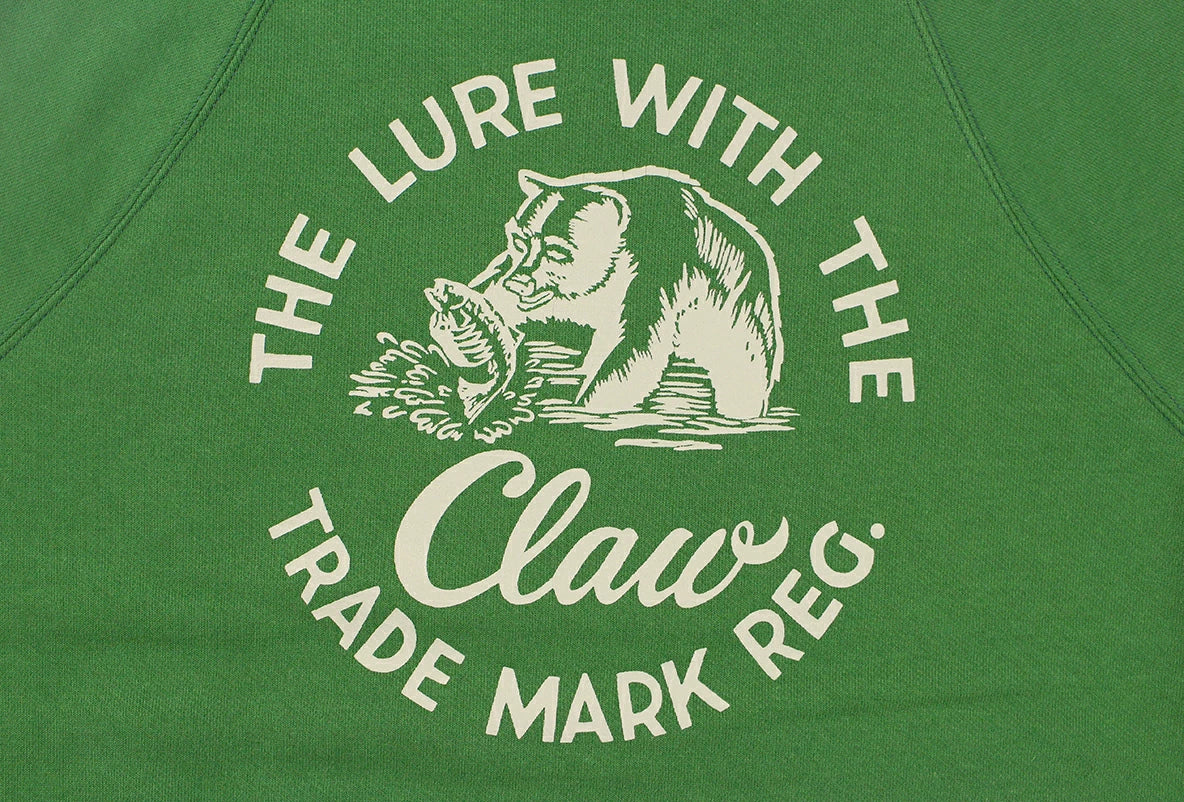 THE LURE WITH THE
Claw
TRADE MARK REG.